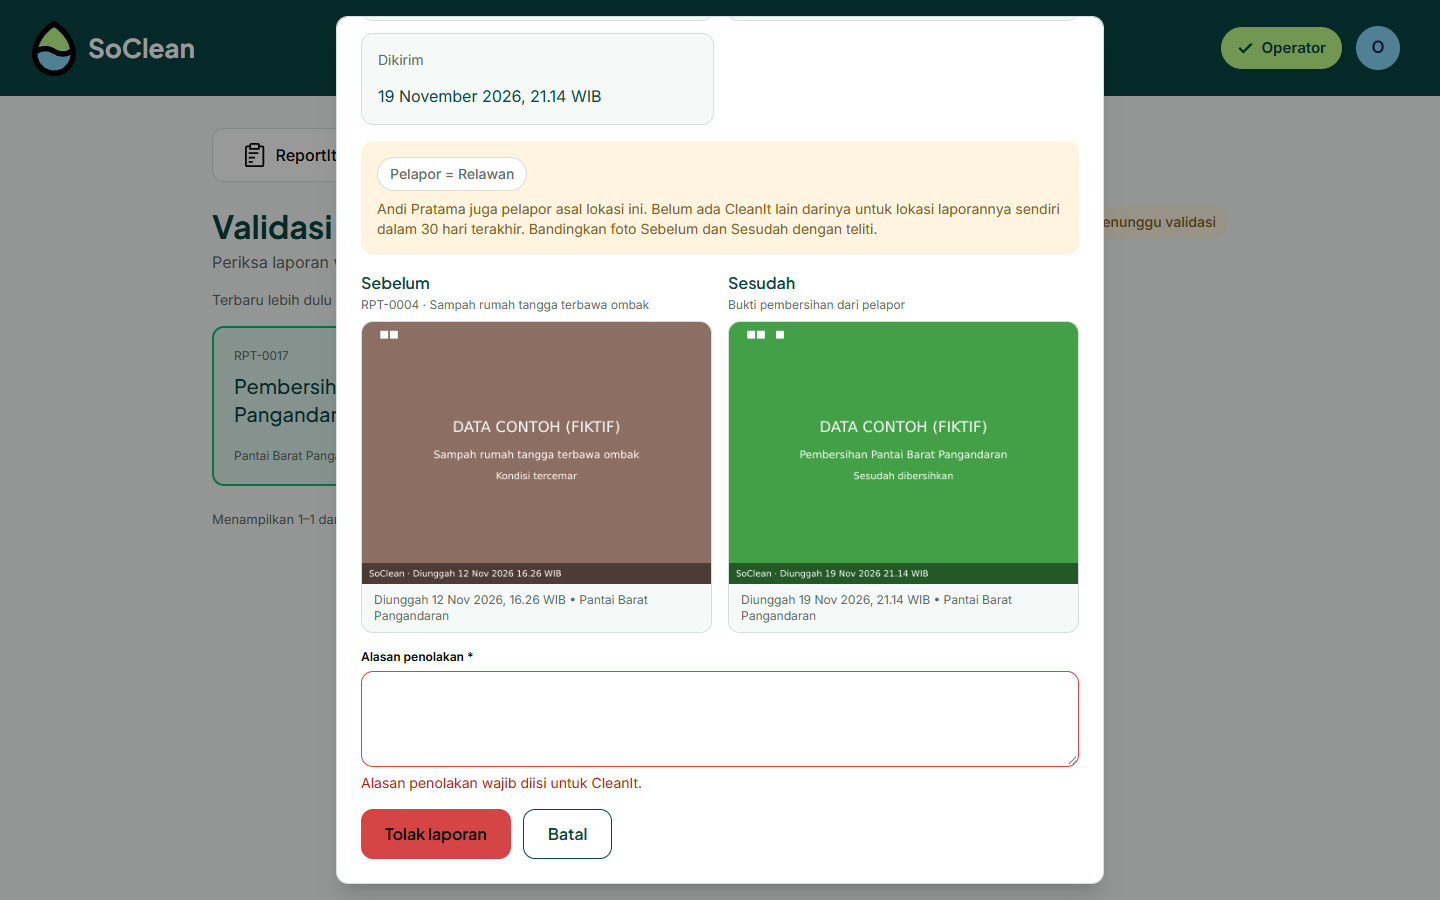 SoClean
Operator
O
Dikirim
19 November 2026, 21.14 WIB
ReportIt
Pelapor = Relawan
Andi Pratama juga pelapor asal lokasi ini. Belum ada CleanIt lain darinya untuk lokasi laporannya sendiri
dalam 30 hari terakhir. Bandingkan foto Sebelum dan Sesudah dengan teliti.
Validasi
enunggu validasi
Periksa laporan
Terbaru lebih dulu
Sebelum
RPT-0004 · Sampah rumah tangga terbawa ombak
Sesudah
Bukti pembersihan dari pelapor
RPT-0017
Pembersih
Pangandar
Pantai Barat Panga
Menampilkan 1–1 dar
DATA CONTOH (FIKTIF)
Sampah rumah tangga terbawa ombak
Kondisi tercemar
SoClean · Diunggah 12 Nov 2026 16.26 WIB
Diunggah 12 Nov 2026, 16.26 WIB • Pantai Barat
Pangandaran
DATA CONTOH (FIKTIF)
Pembersihan Pantai Barat Pangandaran
Sesudah dibersihkan
SoClean · Diunggah 19 Nov 2026 21.14 WIB
Diunggah 19 Nov 2026, 21.14 WIB • Pantai Barat
Pangandaran
Alasan penolakan *
Alasan penolakan wajib diisi untuk CleanIt.
Tolak laporan
Batal